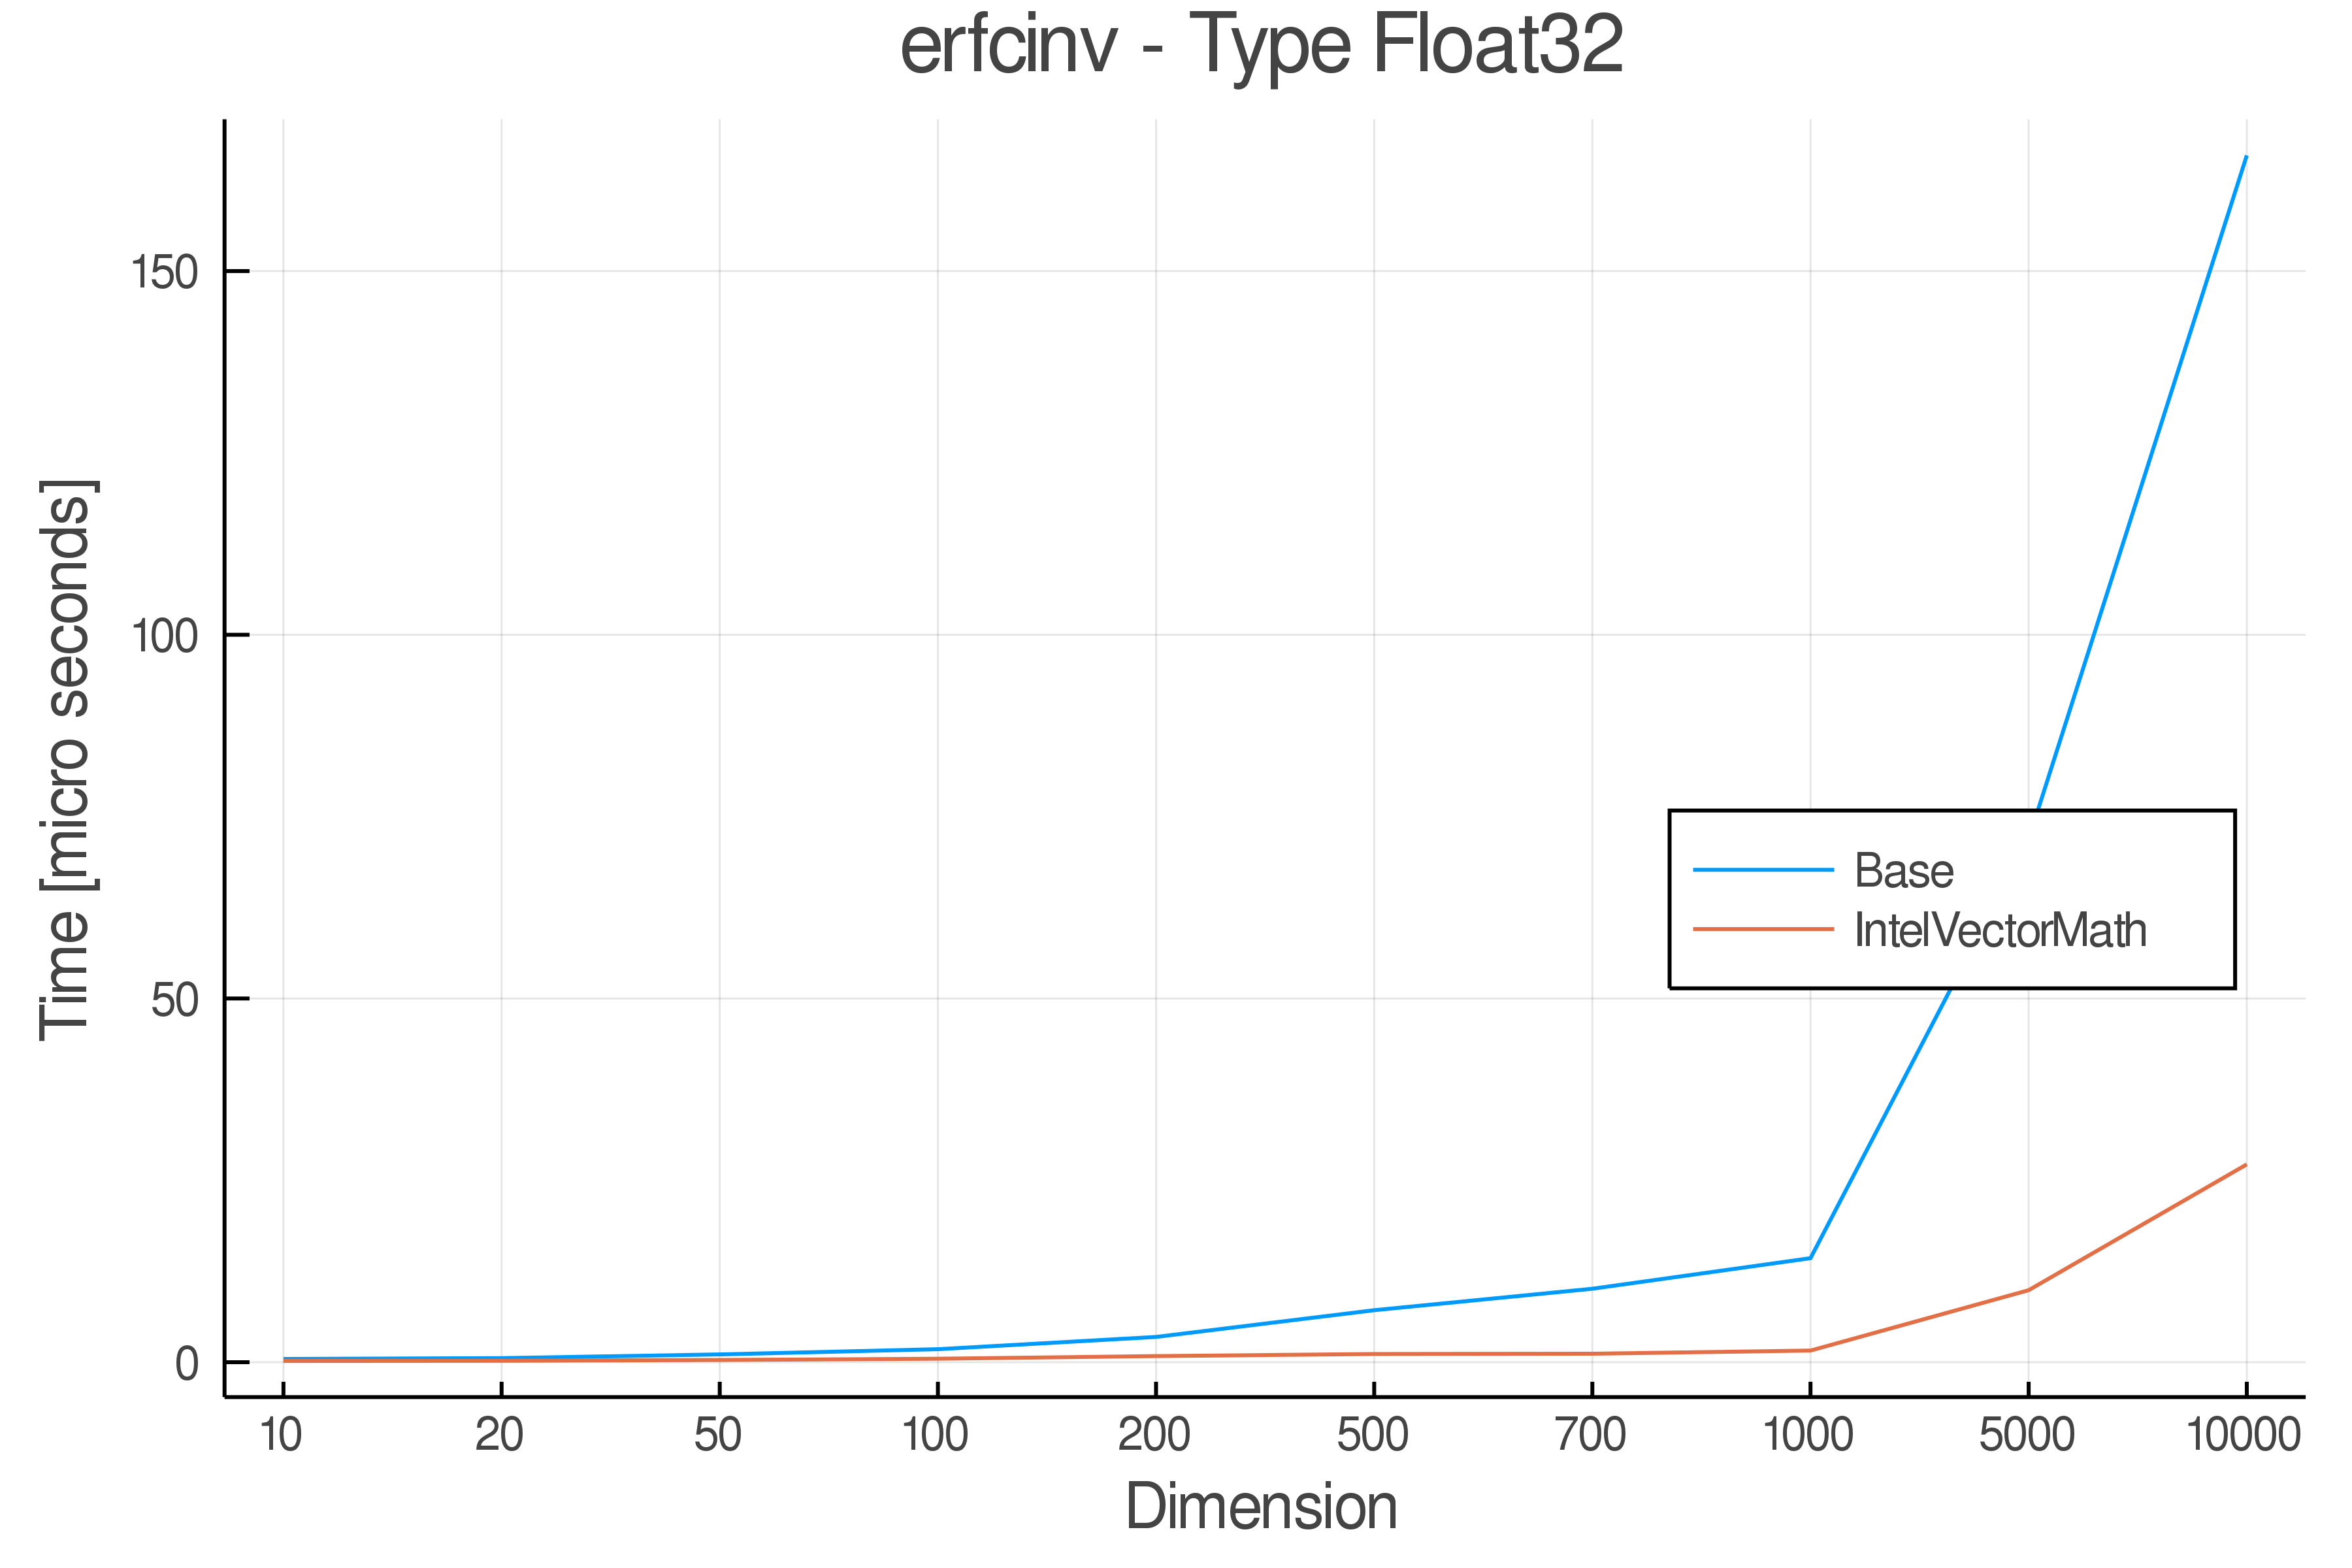 erfcinv - Type Float32
Time [micro seconds]
150
100
50
0
Base
IntelVectorMath
10 20 50 100 200 500 700 1000 5000 10000
Dimension